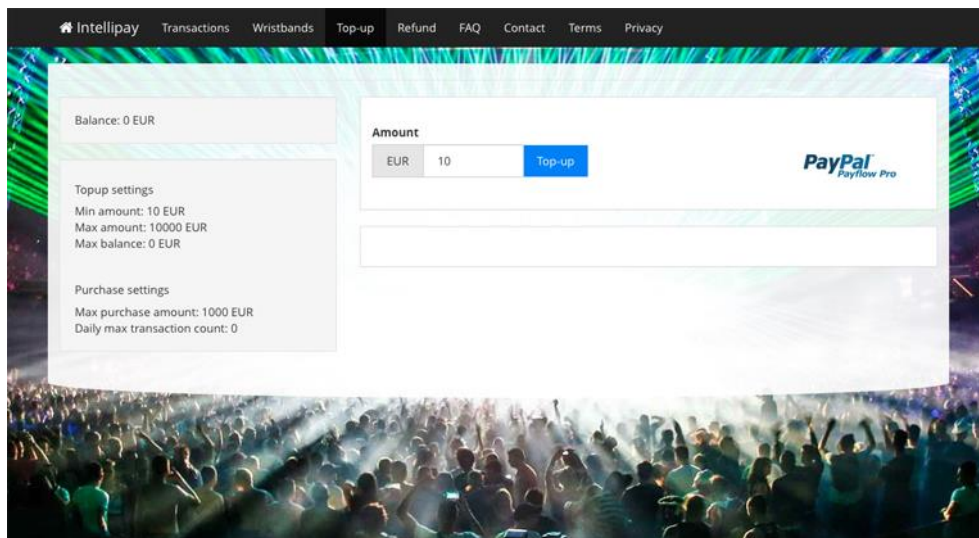 Intellipay Transactions Wristbands Top-up Refund FAQ Contact Terms Privacy
Balance: 0 EUR
Topup settings
Min amount: 10 EUR
Max amount: 10000 EUR
Max balance: 0 EUR
Purchase settings
Max purchase amount: 1000 EUR
Daily max transaction count: 0
Amount
EUR 10 Top-up
PayPal
Payflow Pro